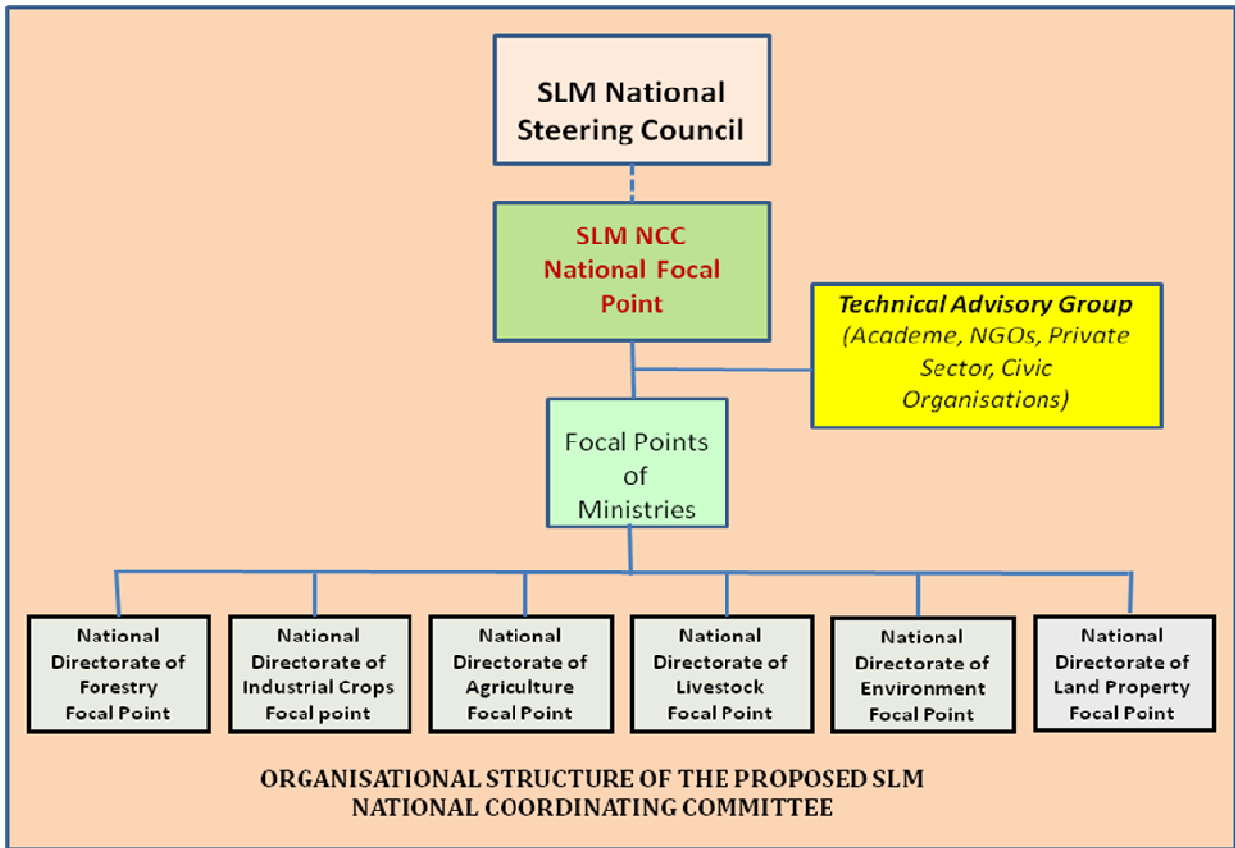 SLM National
Steering Council
SLM NCC
National Focal
Point
Technical Advisory Group
(Academe, NGOs, Private
Sector, Civic
Organisations)
Focal Points
of
Ministries
National
Directorate of
Forestry
Focal Point
National
Directorate of
Industrial Crops
Focal point
National
Directorate of
Agriculture
Focal Point
National
Directorate of
Livestock
Focal Point
National
Directorate of
Environment
Focal Point
National
Directorate of
Land Property
Focal Point
ORGANISATIONAL STRUCTURE OF THE PROPOSED SLM
NATIONAL COORDINATING COMMITTEE